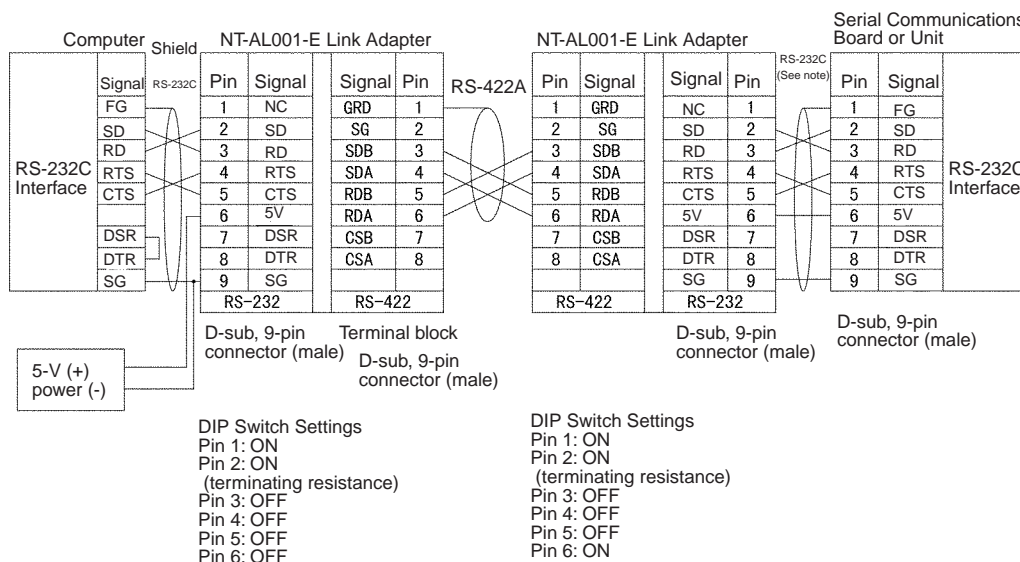 Serial Communications
Board or Unit
Computer Shield NT-AL001-E Link Adapter NT-AL001-E Link Adapter
Signal RS-232C Pin Signal Signal Pin RS-422A Pin Signal Signal Pin RS-232C (See note) Pin Signal
FG 1 NC GRD 1 1 GRD NC 1 1 FG
SD 2 SD SG 2 2 SG SD 2 2 SD
RD 3 RD SDB 3 3 SDB RD 3 3 RD
RS-232C Interface RTS 4 RTS SDA 4 4 SDA RTS 4 4 RTS RS-232C Interface
CTS 5 CTS RDB 5 5 RDB CTS 5 5 CTS
6 5V RDA 6 6 RDA 5V 6 6 5V
DSR 7 DSR CSB 7 7 CSB DSR 7 7 DSR
DTR 8 DTR CSA 8 8 CSA DTR 8 8 DTR
SG 9 SG SG 9 9 SG
RS-232 RS-422 RS-422 RS-232
D-sub, 9-pin
connector (male)
Terminal block
D-sub, 9-pin
connector (male)
D-sub, 9-pin
connector (male)
D-sub, 9-pin
connector (male)
5-V (+)
power (-)
DIP Switch Settings
Pin 1: ON
Pin 2: ON
(terminating resistance)
Pin 3: OFF
Pin 4: OFF
Pin 5: OFF
Pin 6: OFF
DIP Switch Settings
Pin 1: ON
Pin 2: ON
(terminating resistance)
Pin 3: OFF
Pin 4: OFF
Pin 5: OFF
Pin 6: ON